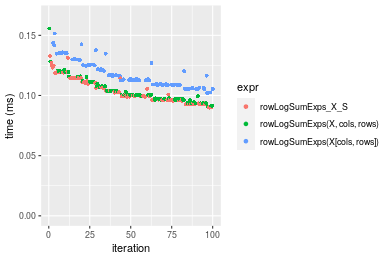 0.15
0.10
0.05
0.00
0
25
50
75
100
time (ms)
iteration
expr
rowLogSumExps_X_S
rowLogSumExps(X, cols, rows)
rowLogSumExps(X[cols, rows])